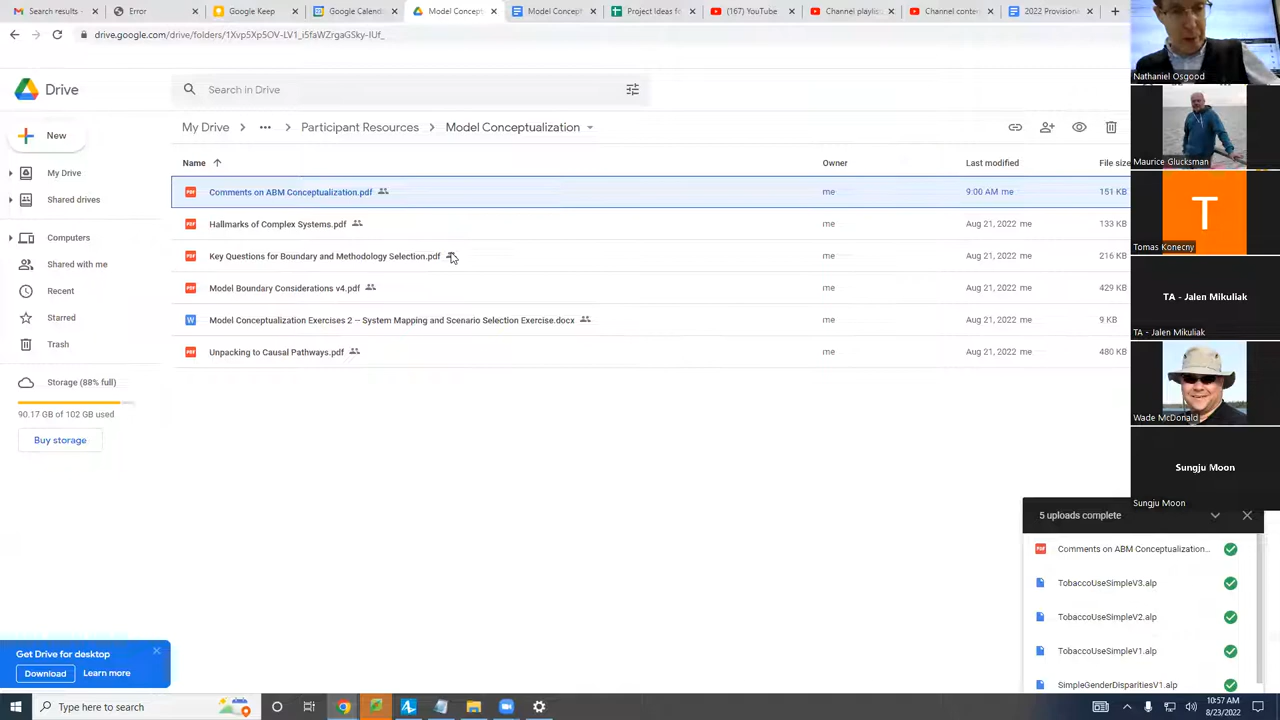 Search results
Error
Google Keep
Google Calend
Model Concept
Model Concept
Project Ideas fo
(167) YouTube
Channel playlist
Channel conter
2022 Provisiona
drive.google.com/drive/folders/1Xvp5Xp5OV-LV1_i5faWZrgaGSky-IUf_
Drive
Search in Drive
New
My Drive
Shared drives
Computers
Shared with me
Recent
Starred
Trash
Storage (88% full)
90.17 GB of 102 GB used
Buy storage
My Drive
Participant Resources
Model Conceptualization
Name
Owner
Last modified
File size
PDF Comments on ABM Conceptualization.pdf me 9:00 AM me 151 KB
PDF Hallmarks of Complex Systems.pdf me Aug 21, 2022 me 133 KB
PDF Key Questions for Boundary and Methodology Selection.pdf me Aug 21, 2022 me 216 KB
PDF Model Boundary Considerations v4.pdf me Aug 21, 2022 me 429 KB
W Model Conceptualization Exercises 2 -- System Mapping and Scenario Selection Exercise.docx me Aug 21, 2022 me 9 KB
PDF Unpacking to Causal Pathways.pdf me Aug 21, 2022 me 480 KB
Nathaniel Osgood
Maurice Glucksman
T
Tomas Konecny
TA - Jalen Mikuliak
TA - Jalen Mikuliak
Wade McDonald
Sungju Moon
Sungju Moon
5 uploads complete
PDF Comments on ABM Conceptualization...
TobaccoUseSimpleV3.alp
TobaccoUseSimpleV2.alp
TobaccoUseSimpleV1.alp
SimpleGenderDisparitiesV1.alp
Get Drive for desktop
Download
Learn more
Type here to search
10:57 AM
8/23/2022